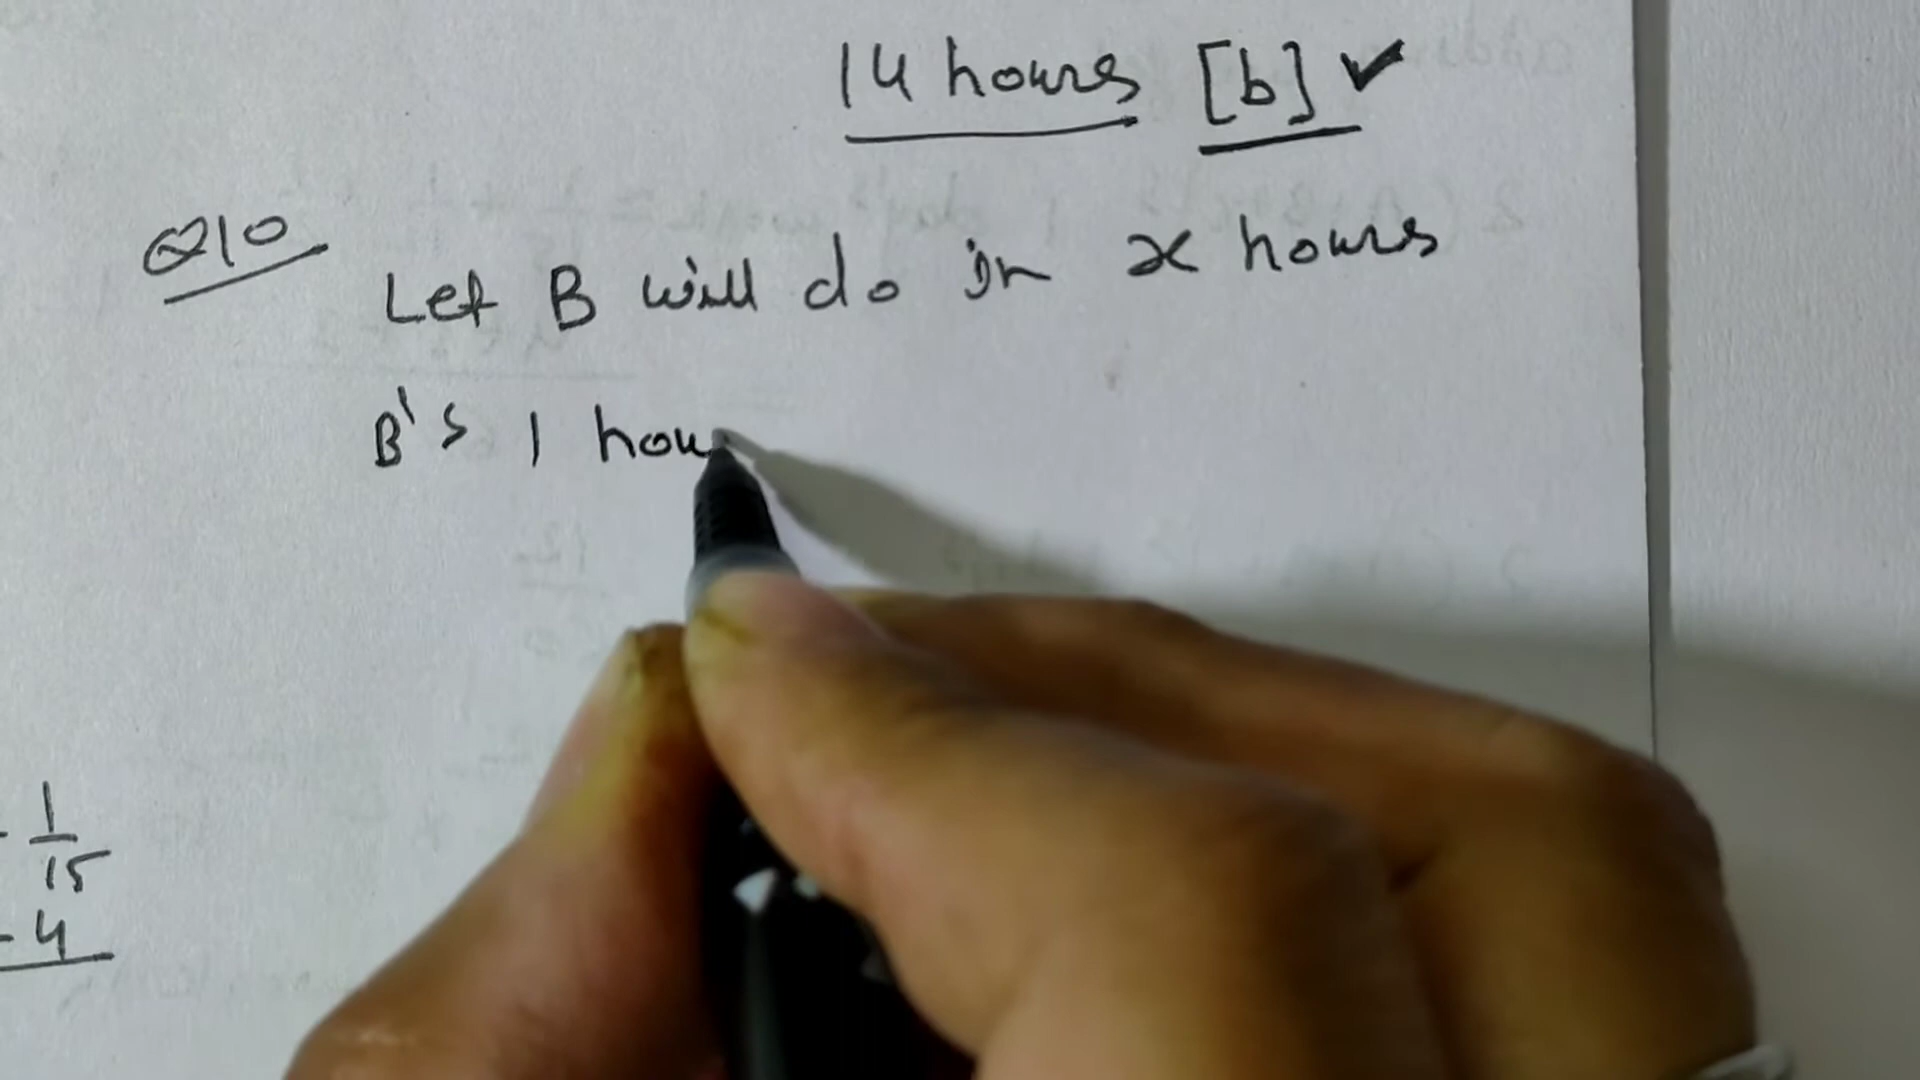 14 hours [b] ✔
Q10
Let B will do in x hours
B's 1 hou
1
15
- 4